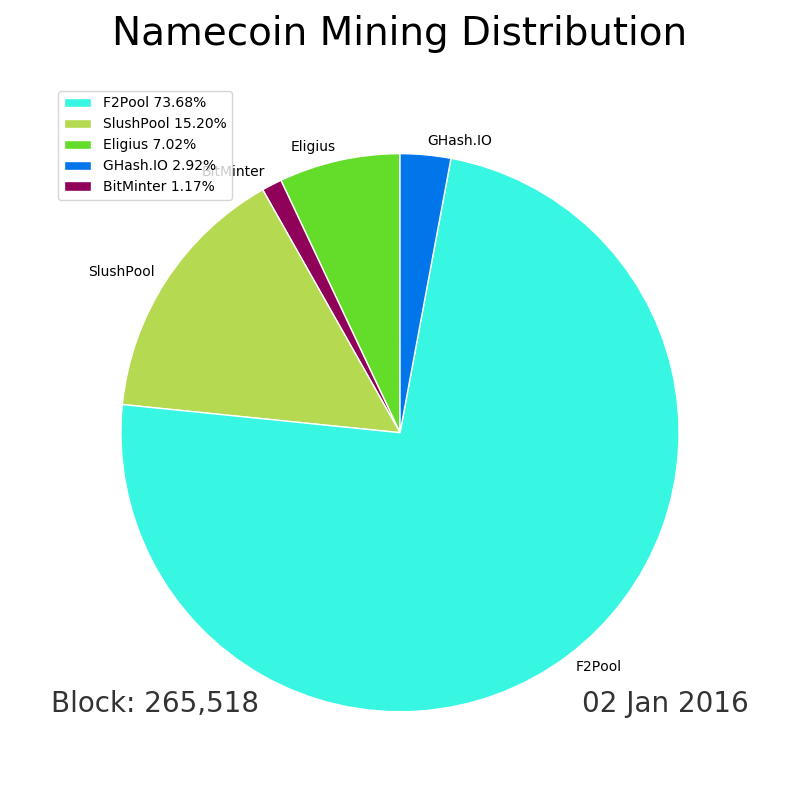 Namecoin Mining Distribution
F2Pool 73.68%
SlushPool 15.20%
Eligius 7.02%
GHash.IO 2.92%
BitMinter 1.17%
GHash.IO
Eligius
BitMinter
SlushPool
F2Pool
Block: 265,518
02 Jan 2016